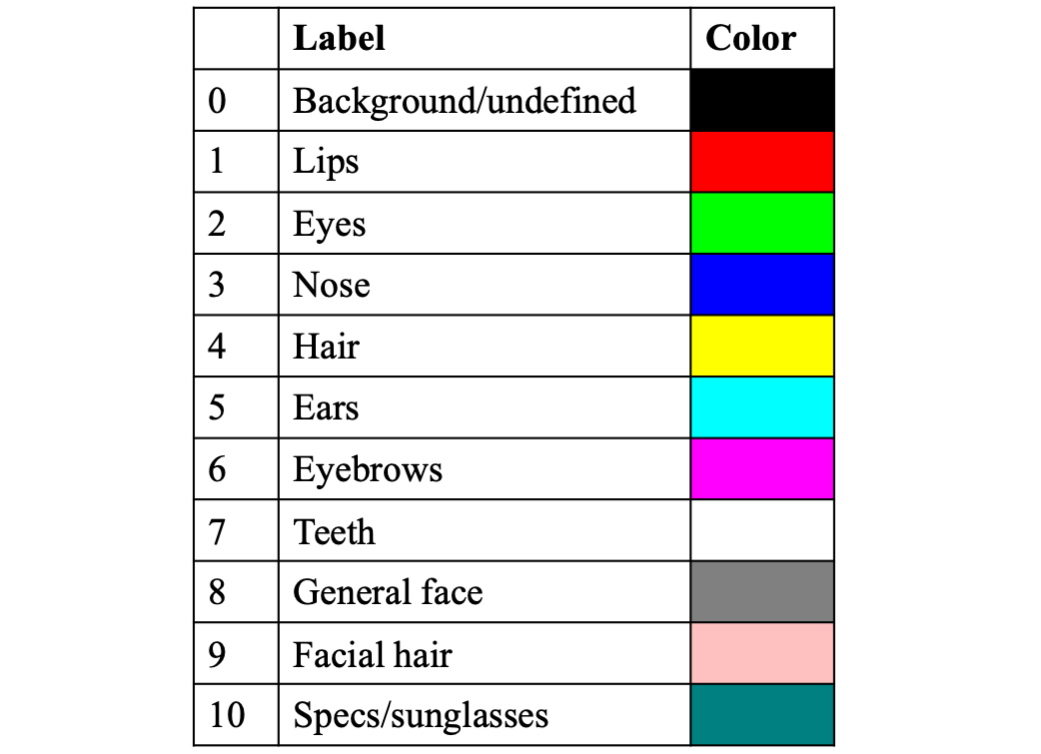 Label Color
0 Background/undefined
1 Lips
2 Eyes
3 Nose
4 Hair
5 Ears
6 Eyebrows
7 Teeth
8 General face
9 Facial hair
10 Specs/sunglasses